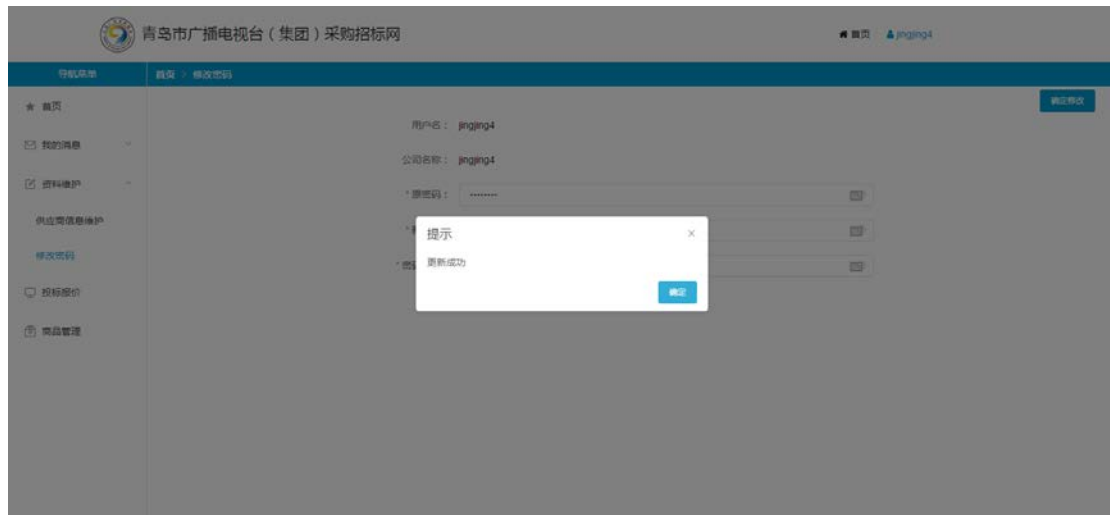 青岛市广播电视台（集团）采购招标网
首页
jingjing4
导航菜单
首页 > 修改密码
首页
确定修改
用户名： jingjing4
我的消息
公司名称： jingjing4
资料维护
* 原密码： ••••••••
供应商信息维护
提示
×
修改密码
更新成功
投标报价
确定
商品管理